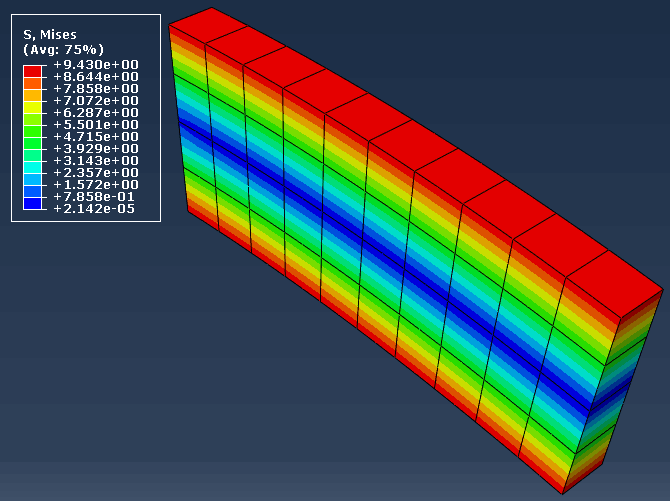 S, Mises
(Avg: 75%)
+9.430e+00
+8.644e+00
+7.858e+00
+7.072e+00
+6.287e+00
+5.501e+00
+4.715e+00
+3.929e+00
+3.143e+00
+2.357e+00
+1.572e+00
+7.858e-01
+2.142e-05